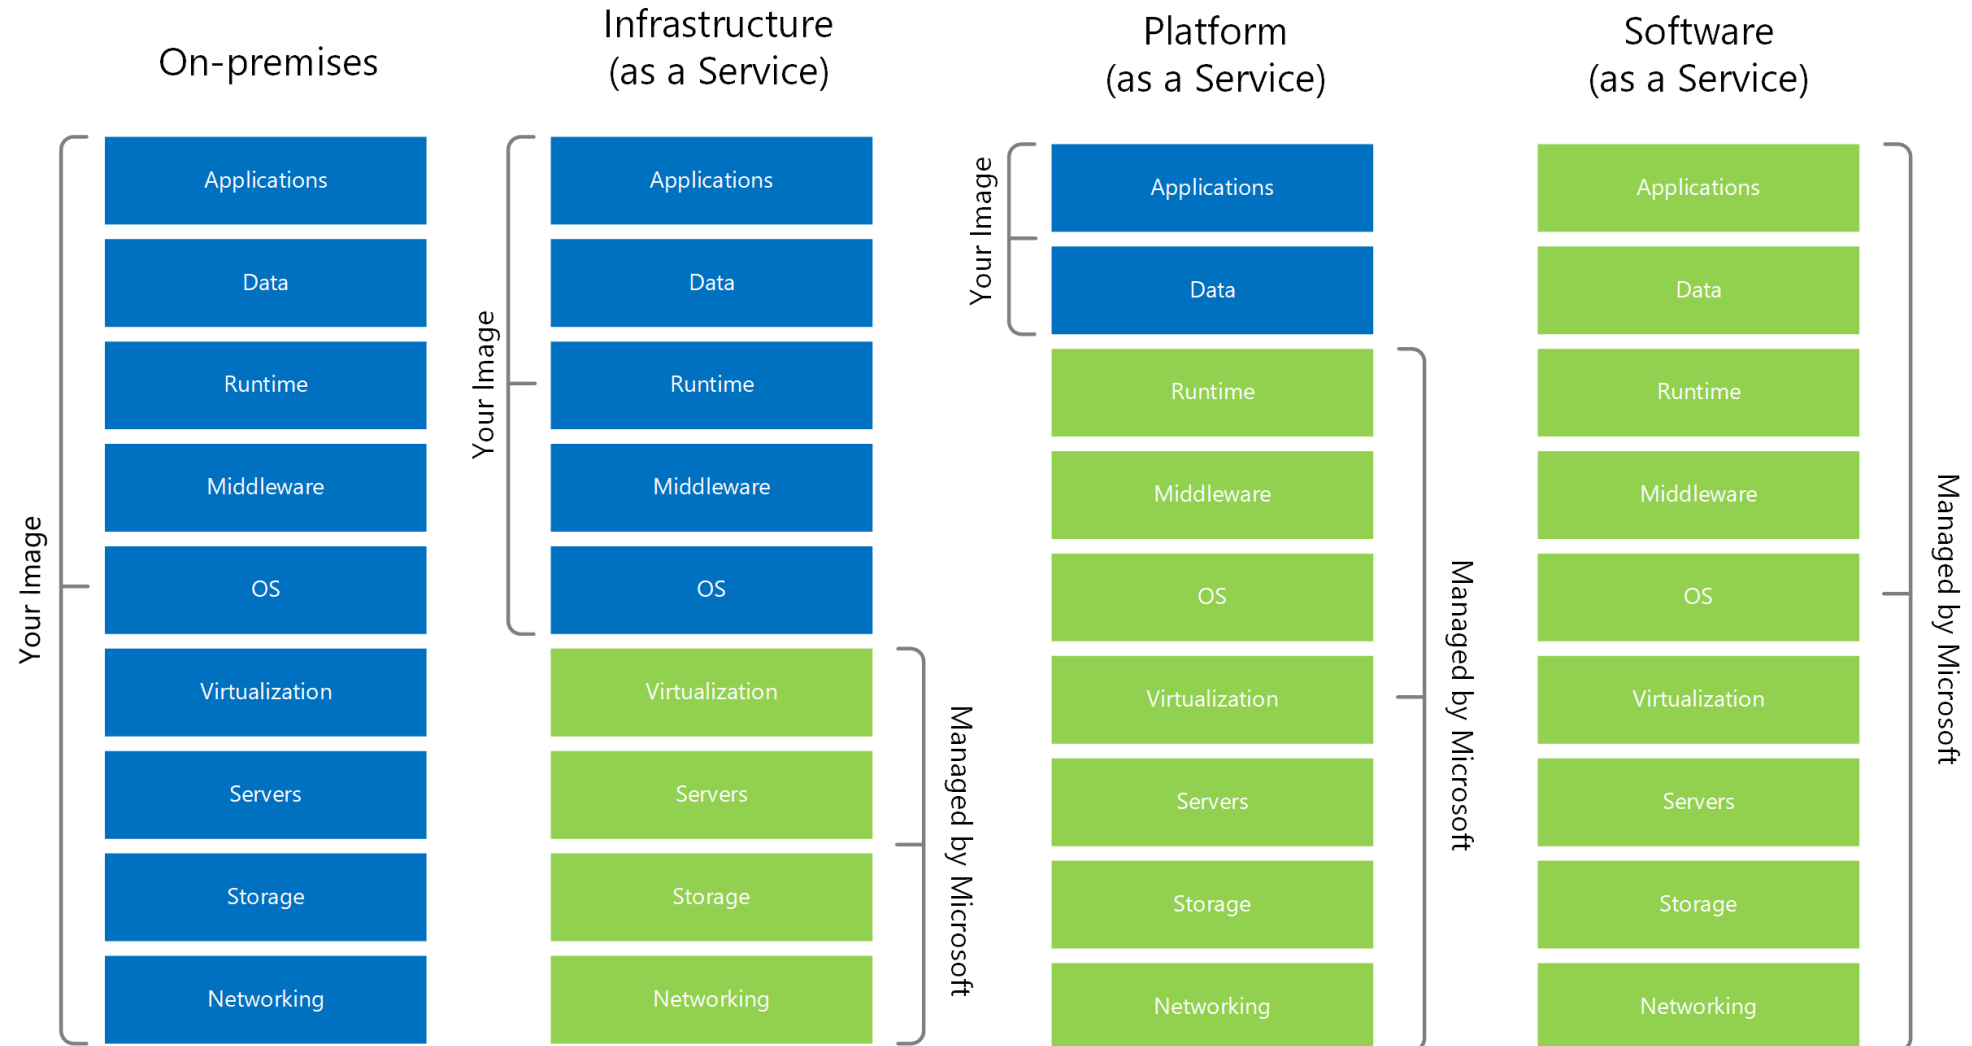 On-premises
Your Image
Applications
Data
Runtime
Middleware
OS
Virtualization
Servers
Storage
Networking
Infrastructure
(as a Service)
Your Image
Applications
Data
Runtime
Middleware
OS
Virtualization
Servers
Storage
Networking
Managed by Microsoft
Platform
(as a Service)
Your Image
Applications
Data
Runtime
Middleware
OS
Virtualization
Servers
Storage
Networking
Managed by Microsoft
Software
(as a Service)
Applications
Data
Runtime
Middleware
OS
Virtualization
Servers
Storage
Networking
Managed by Microsoft